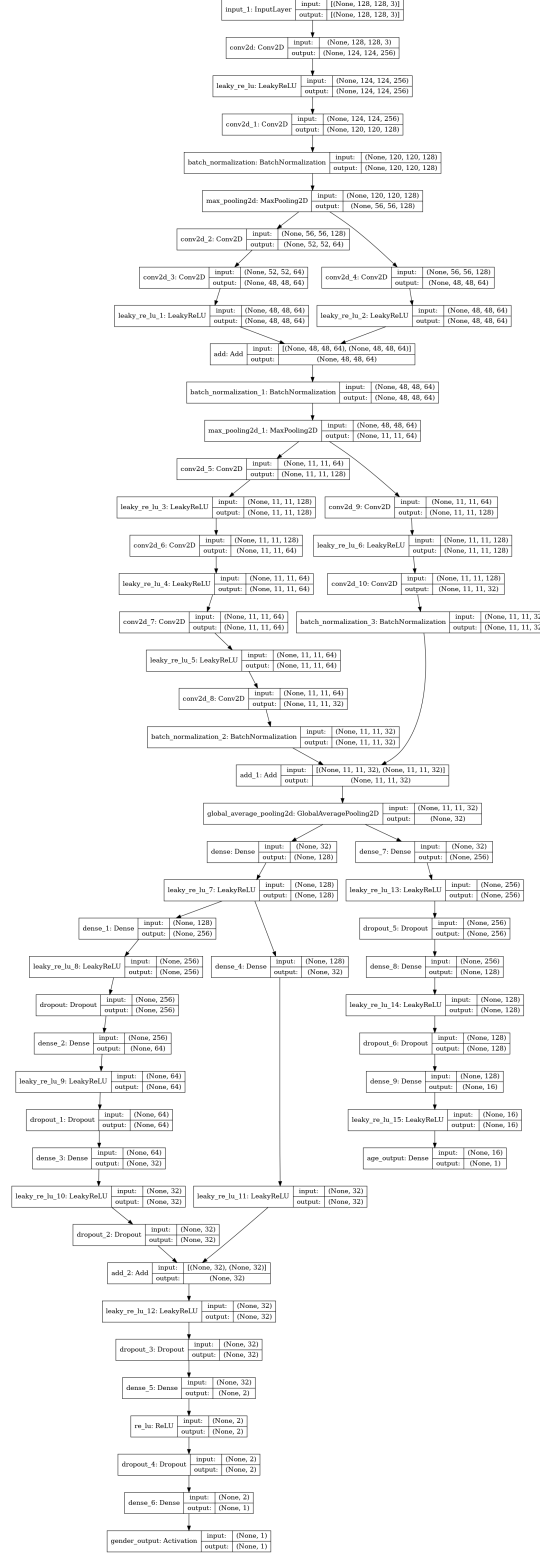 input_1: InputLayer input: [(None, 128, 128, 3)]
output: [(None, 128, 128, 3)]
conv2d: Conv2D input: (None, 128, 128, 3)
output: (None, 124, 124, 256)
leaky_re_lu: LeakyReLU input: (None, 124, 124, 256)
output: (None, 124, 124, 256)
conv2d_1: Conv2D input: (None, 124, 124, 256)
output: (None, 120, 120, 128)
batch_normalization: BatchNormalization input: (None, 120, 120, 128)
output: (None, 120, 120, 128)
max_pooling2d: MaxPooling2D input: (None, 120, 120, 128)
output: (None, 56, 56, 128)
conv2d_2: Conv2D input: (None, 56, 56, 128)
output: (None, 52, 52, 64)
conv2d_3: Conv2D input: (None, 52, 52, 64)
output: (None, 48, 48, 64)
conv2d_4: Conv2D input: (None, 56, 56, 128)
output: (None, 48, 48, 64)
leaky_re_lu_1: LeakyReLU input: (None, 48, 48, 64)
output: (None, 48, 48, 64)
leaky_re_lu_2: LeakyReLU input: (None, 48, 48, 64)
output: (None, 48, 48, 64)
add: Add input: [(None, 48, 48, 64), (None, 48, 48, 64)]
output: (None, 48, 48, 64)
batch_normalization_1: BatchNormalization input: (None, 48, 48, 64)
output: (None, 48, 48, 64)
max_pooling2d_1: MaxPooling2D input: (None, 48, 48, 64)
output: (None, 11, 11, 64)
conv2d_5: Conv2D input: (None, 11, 11, 64)
output: (None, 11, 11, 128)
leaky_re_lu_3: LeakyReLU input: (None, 11, 11, 128)
output: (None, 11, 11, 128)
conv2d_9: Conv2D input: (None, 11, 11, 64)
output: (None, 11, 11, 128)
conv2d_6: Conv2D input: (None, 11, 11, 128)
output: (None, 11, 11, 64)
leaky_re_lu_6: LeakyReLU input: (None, 11, 11, 128)
output: (None, 11, 11, 128)
leaky_re_lu_4: LeakyReLU input: (None, 11, 11, 64)
output: (None, 11, 11, 64)
conv2d_10: Conv2D input: (None, 11, 11, 128)
output: (None, 11, 11, 32)
conv2d_7: Conv2D input: (None, 11, 11, 64)
output: (None, 11, 11, 64)
batch_normalization_3: BatchNormalization input: (None, 11, 11, 32
output: (None, 11, 11, 32
leaky_re_lu_5: LeakyReLU input: (None, 11, 11, 64)
output: (None, 11, 11, 64)
conv2d_8: Conv2D input: (None, 11, 11, 64)
output: (None, 11, 11, 32)
batch_normalization_2: BatchNormalization input: (None, 11, 11, 32)
output: (None, 11, 11, 32)
add_1: Add input: [(None, 11, 11, 32), (None, 11, 11, 32)]
output: (None, 11, 11, 32)
global_average_pooling2d: GlobalAveragePooling2D input: (None, 11, 11, 32)
output: (None, 32)
dense: Dense input: (None, 32)
output: (None, 128)
dense_7: Dense input: (None, 32)
output: (None, 256)
leaky_re_lu_7: LeakyReLU input: (None, 128)
output: (None, 128)
leaky_re_lu_13: LeakyReLU input: (None, 256)
output: (None, 256)
dense_1: Dense input: (None, 128)
output: (None, 256)
dropout_5: Dropout input: (None, 256)
output: (None, 256)
leaky_re_lu_8: LeakyReLU input: (None, 256)
output: (None, 256)
dense_4: Dense input: (None, 128)
output: (None, 32)
dense_8: Dense input: (None, 256)
output: (None, 128)
dropout: Dropout input: (None, 256)
output: (None, 256)
leaky_re_lu_14: LeakyReLU input: (None, 128)
output: (None, 128)
dense_2: Dense input: (None, 256)
output: (None, 64)
dropout_6: Dropout input: (None, 128)
output: (None, 128)
leaky_re_lu_9: LeakyReLU input: (None, 64)
output: (None, 64)
dense_9: Dense input: (None, 128)
output: (None, 16)
dropout_1: Dropout input: (None, 64)
output: (None, 64)
leaky_re_lu_15: LeakyReLU input: (None, 16)
output: (None, 16)
dense_3: Dense input: (None, 64)
output: (None, 32)
age_output: Dense input: (None, 16)
output: (None, 1)
leaky_re_lu_10: LeakyReLU input: (None, 32)
output: (None, 32)
leaky_re_lu_11: LeakyReLU input: (None, 32)
output: (None, 32)
dropout_2: Dropout input: (None, 32)
output: (None, 32)
add_2: Add input: [(None, 32), (None, 32)]
output: (None, 32)
leaky_re_lu_12: LeakyReLU input: (None, 32)
output: (None, 32)
dropout_3: Dropout input: (None, 32)
output: (None, 32)
dense_5: Dense input: (None, 32)
output: (None, 2)
re_lu: ReLU input: (None, 2)
output: (None, 2)
dropout_4: Dropout input: (None, 2)
output: (None, 2)
dense_6: Dense input: (None, 2)
output: (None, 1)
gender_output: Activation input: (None, 1)
output: (None, 1)